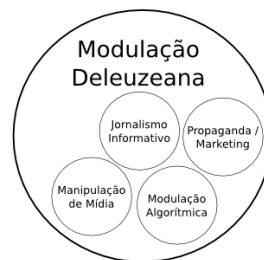 Modulação
Deleuzeana
Jornalismo
Informativo
Propaganda /
Marketing
Manipulação
de Mídia
Modulação
Algorítmica